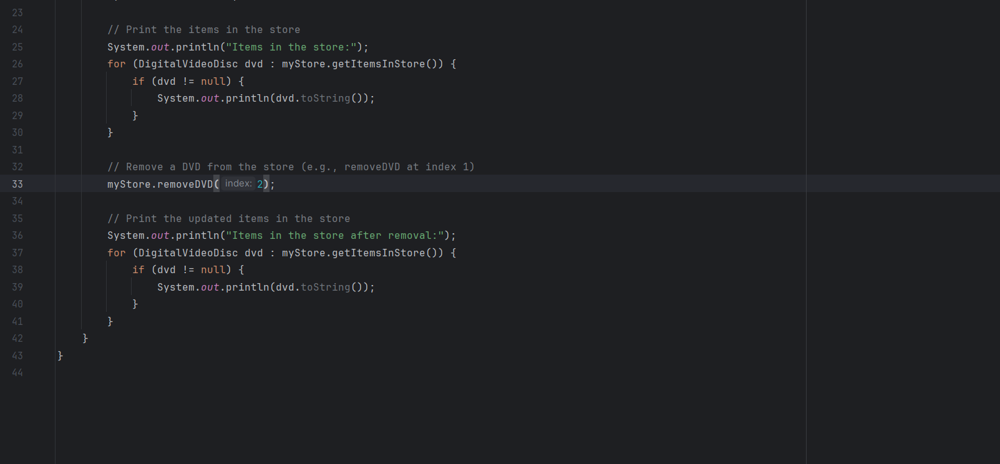 23
24 // Print the items in the store
25 System.out.println("Items in the store:");
26 for (DigitalVideoDisc dvd : myStore.getItemsInStore()) {
27 if (dvd != null) {
28 System.out.println(dvd.toString());
29 }
30 }
31
32 // Remove a DVD from the store (e.g., removeDVD at index 1)
33 myStore.removeDVD( index: 2);
34
35 // Print the updated items in the store
36 System.out.println("Items in the store after removal:");
37 for (DigitalVideoDisc dvd : myStore.getItemsInStore()) {
38 if (dvd != null) {
39 System.out.println(dvd.toString());
40 }
41 }
42 }
43 }
44